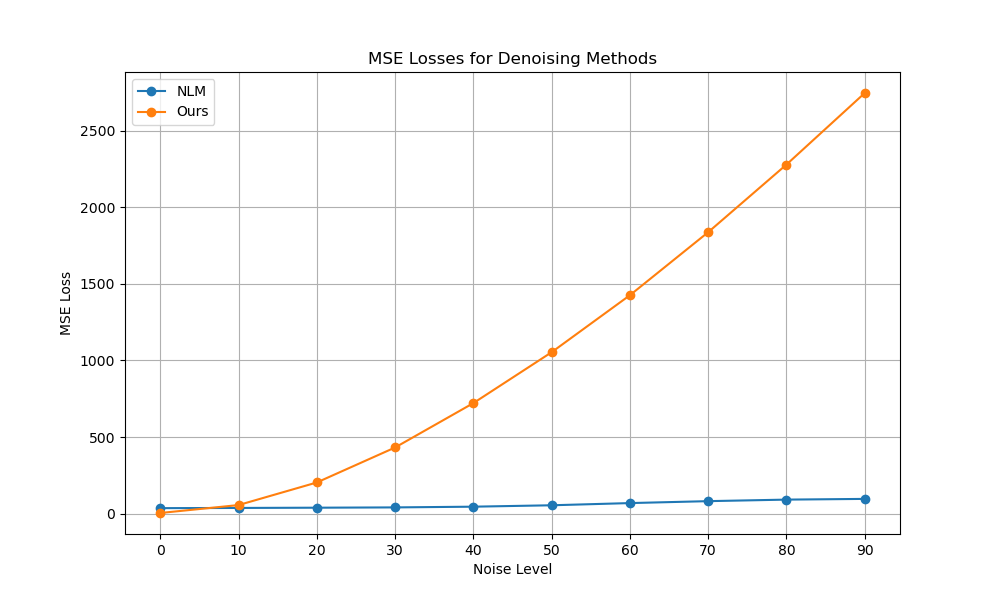 MSE Losses for Denoising Methods
NLM
Ours
2500
2000
1500
1000
500
0
MSE Loss
0 10 20 30 40 50 60 70 80 90
Noise Level